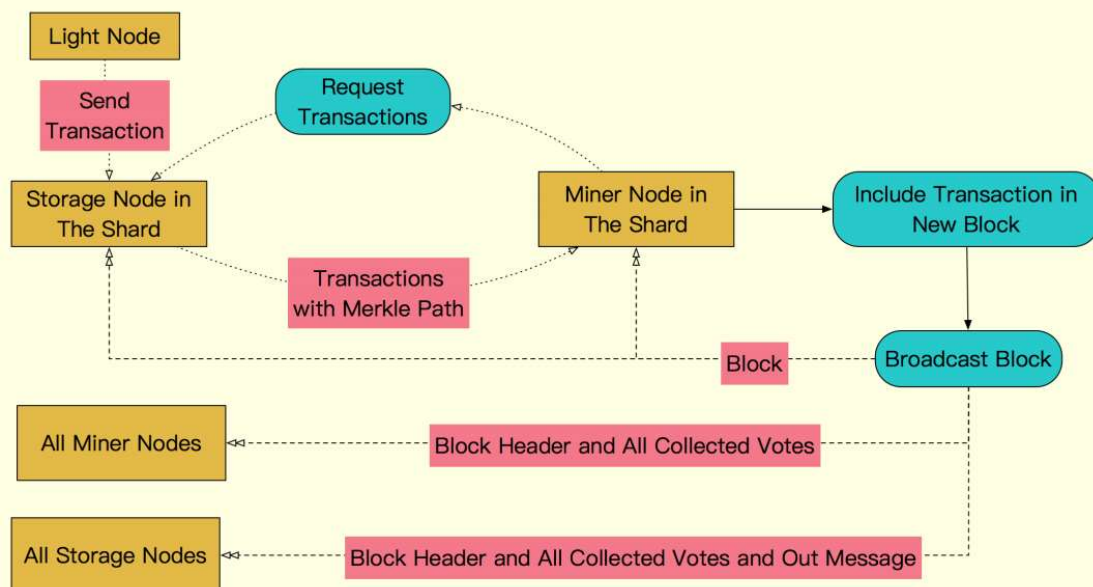 Light Node
Send
Transaction
Request
Transactions
Storage Node in
The Shard
Miner Node in
The Shard
Include Transaction in
New Block
Transactions
with Merkle Path
Block
Broadcast Block
All Miner Nodes
Block Header and All Collected Votes
All Storage Nodes
Block Header and All Collected Votes and Out Message